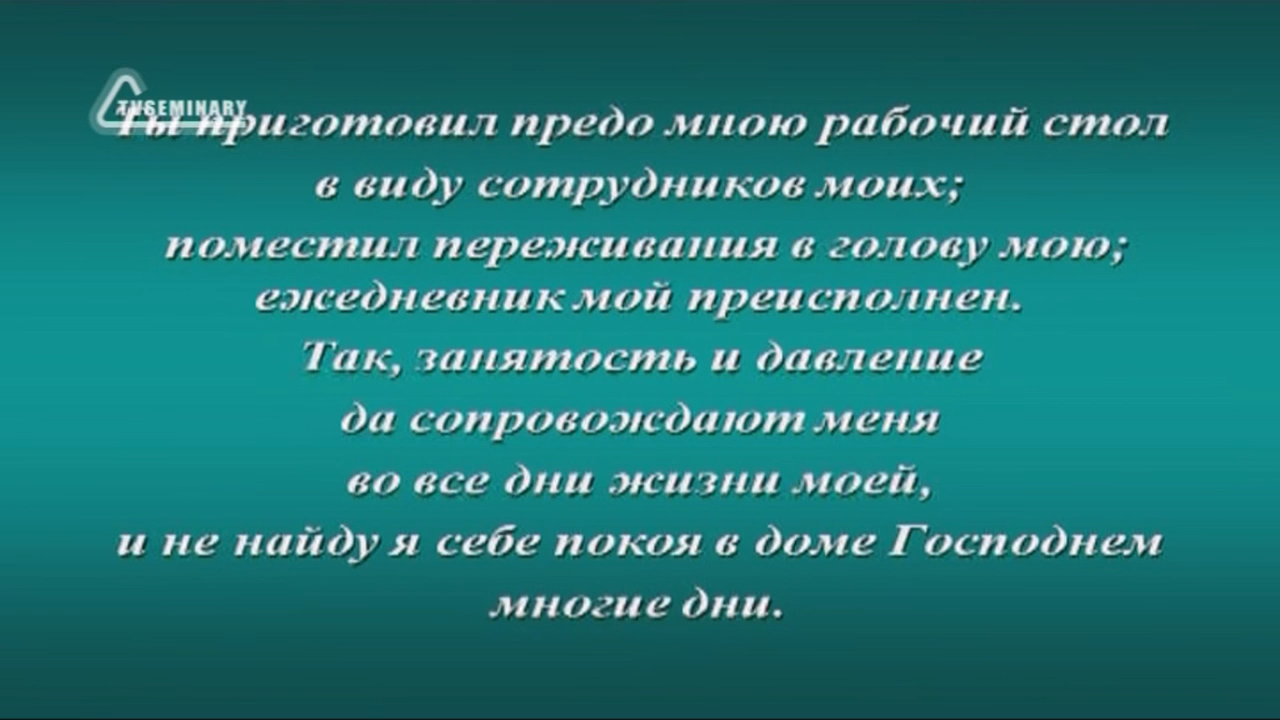 TVSEMINARY
Ты приготовил предо мною рабочий стол
в виду сотрудников моих;
поместил переживания в голову мою;
ежедневник мой преисполнен.
Так, занятость и давление
да сопровождают меня
во все дни жизни моей,
и не найду я себе покоя в доме Господнем
многие дни.